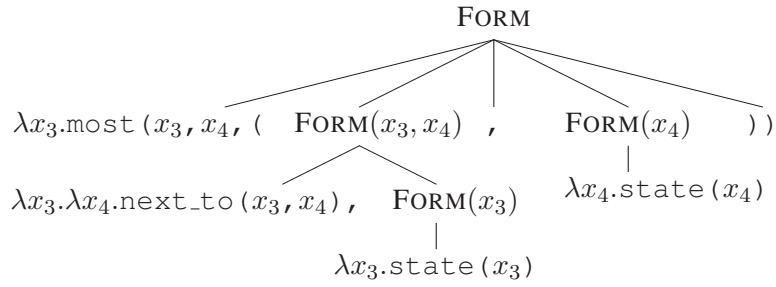 FORM
λx₃.most(x₃,x₄,( FORM(x₃, x₄) , FORM(x₄) ))
λx₃.λx₄.next_to(x₃,x₄), FORM(x₃) λx₄.state(x₄)
λx₃.state(x₃)